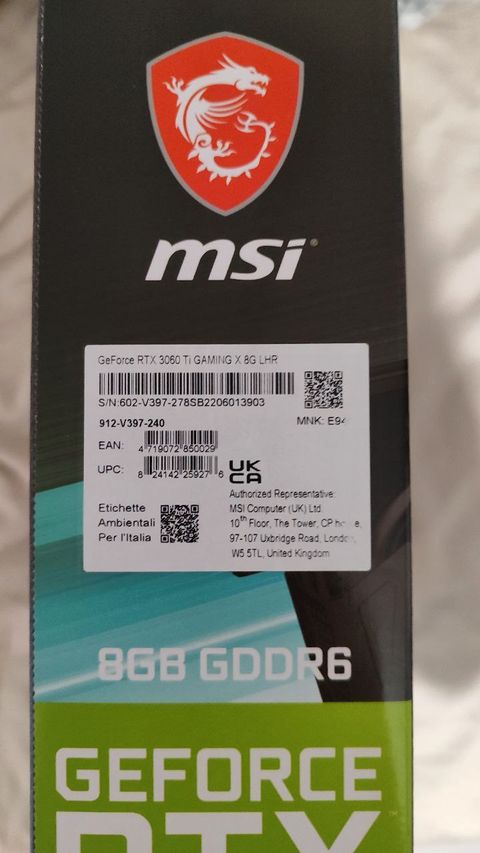 msi
GeForce RTX 3060 Ti GAMING X 8G LHR
S/N:602-V397-278SB2206013903
912-V397-240
MNK: E94
EAN: 4 719072 850029
UPC: 8 24142 25927 6
UK
CA
Authorized Representative:
MSI Computer (UK) Ltd.
10th Floor, The Tower, CP
97-107 Uxbridge Road, London,
W5 5TL, United Kingdom
Etichette
Ambientali
Per l'Italia
8GB GDDR6
GEFORCE™
RTX